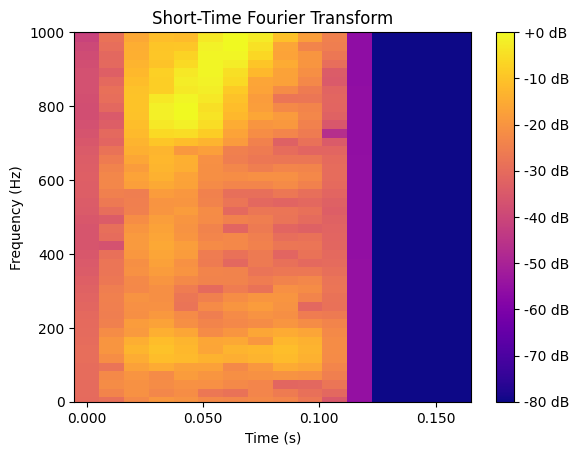 Short-Time Fourier Transform
1000
800
600
400
200
0
Frequency (Hz)
0.000
0.050
0.100
0.150
Time (s)
+0 dB
-10 dB
-20 dB
-30 dB
-40 dB
-50 dB
-60 dB
-70 dB
-80 dB